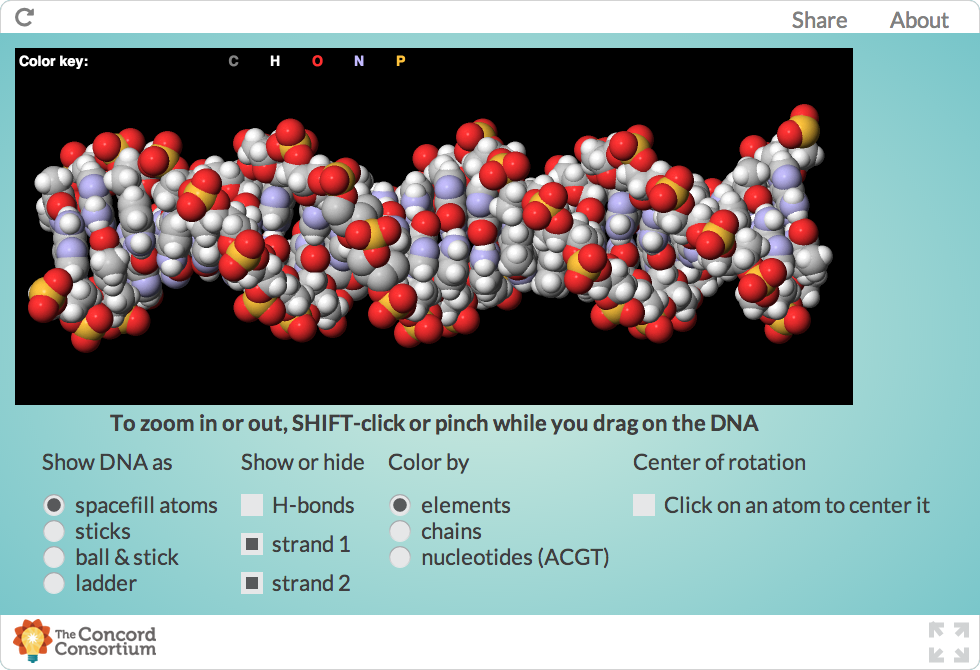 Share About
Color key: C H O N P
To zoom in or out, SHIFT-click or pinch while you drag on the DNA
Show DNA as Show or hide Color by Center of rotation
spacefill atoms H-bonds elements Click on an atom to center it
sticks chains
strand 1
ball & stick nucleotides (ACGT)
ladder strand 2
The Concord
Consortium